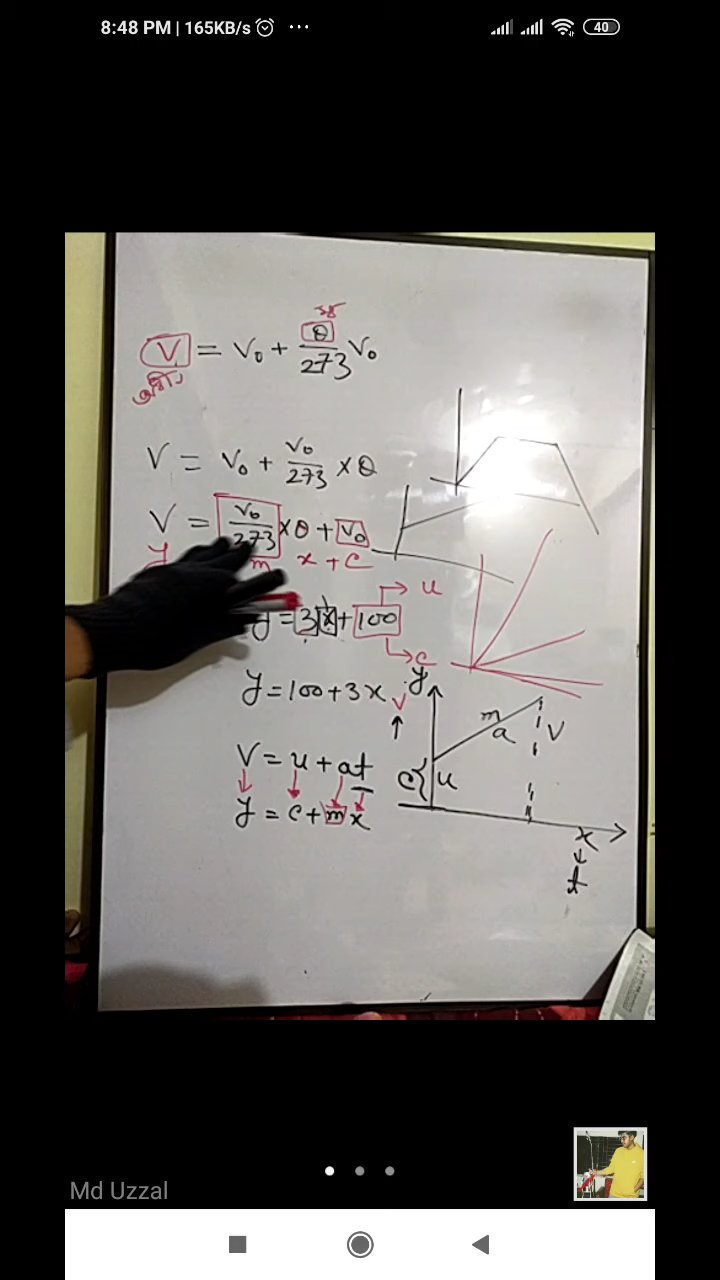 8:48 PM | 165KB/s
40
V = V₀ + θ/273 V₀
V = V₀ + V₀/273 × θ
V = V₀/273 × θ + V₀
y m x + c
y = 3x + 100
u
c
y = 100 + 3x
V
y
m
a
V
c
u
V = u + at
y = c + mx
x
t
Md Uzzal